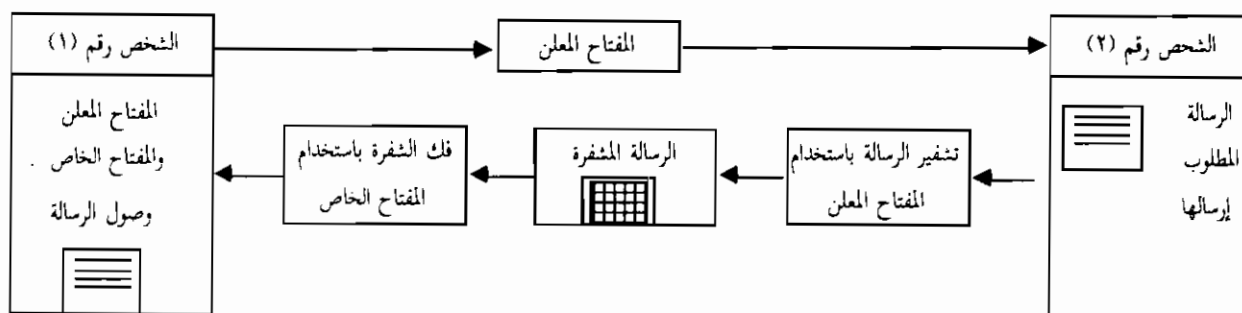 الشخص رقم (١)
المفتاح المعلن
الشحص رقم (٢)
المفتاح المعلن
والمفتاح الخاص .
وصول الرسالة
فك الشفرة باستخدام
المفتاح الخاص
الرسالة المشفرة
تشفير الرسالة باستخدام
المفتاح المعلن
الرسالة
المطلوب
إرسالها